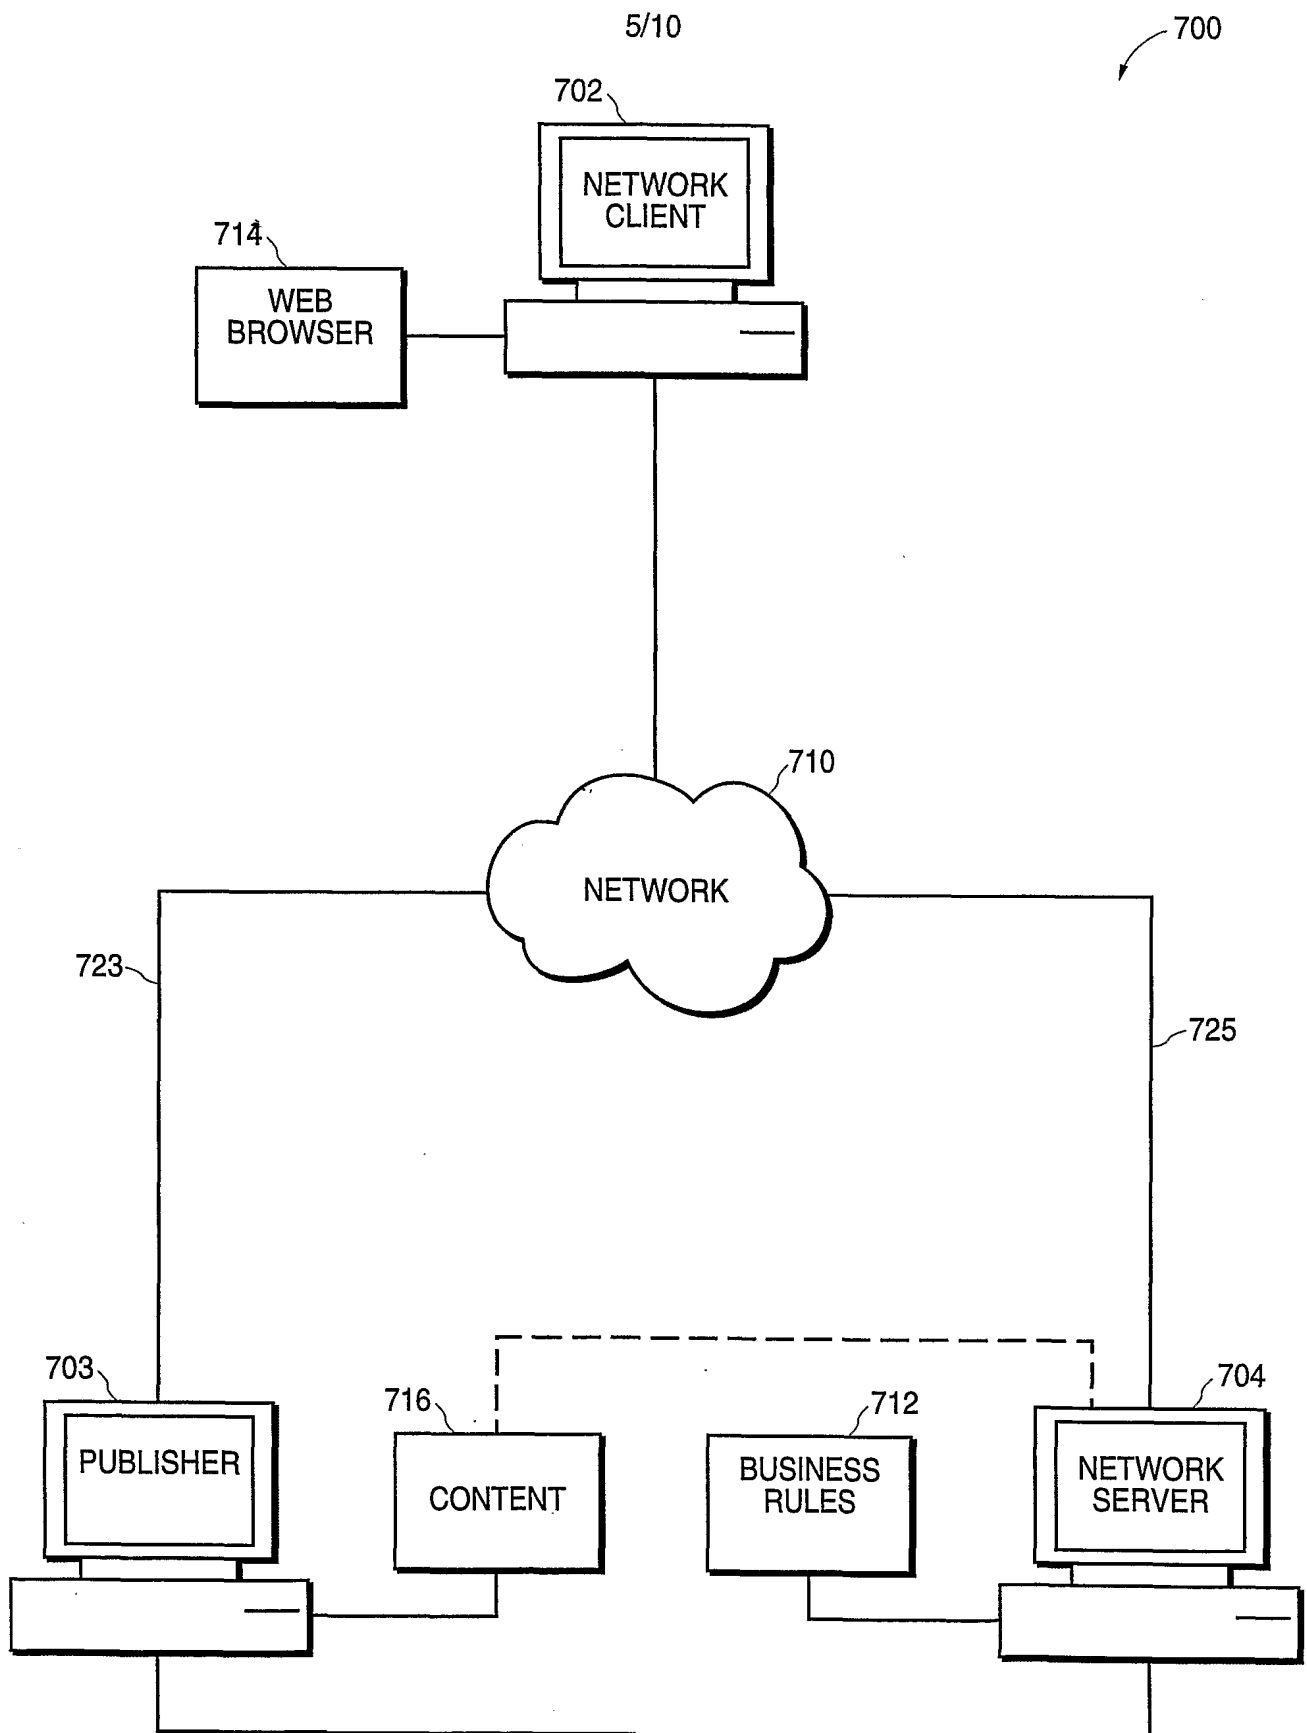 5/10
700
702
NETWORK
CLIENT
714
WEB
BROWSER
710
NETWORK
723
725
703
PUBLISHER
716
CONTENT
712
BUSINESS
RULES
704
NETWORK
SERVER